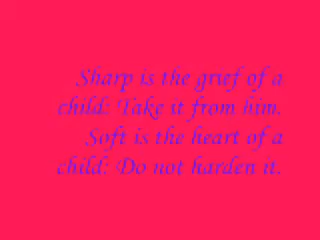 Sharp is the grief of a
child: Take it from him.
Soft is the heart of a
child: Do not harden it.